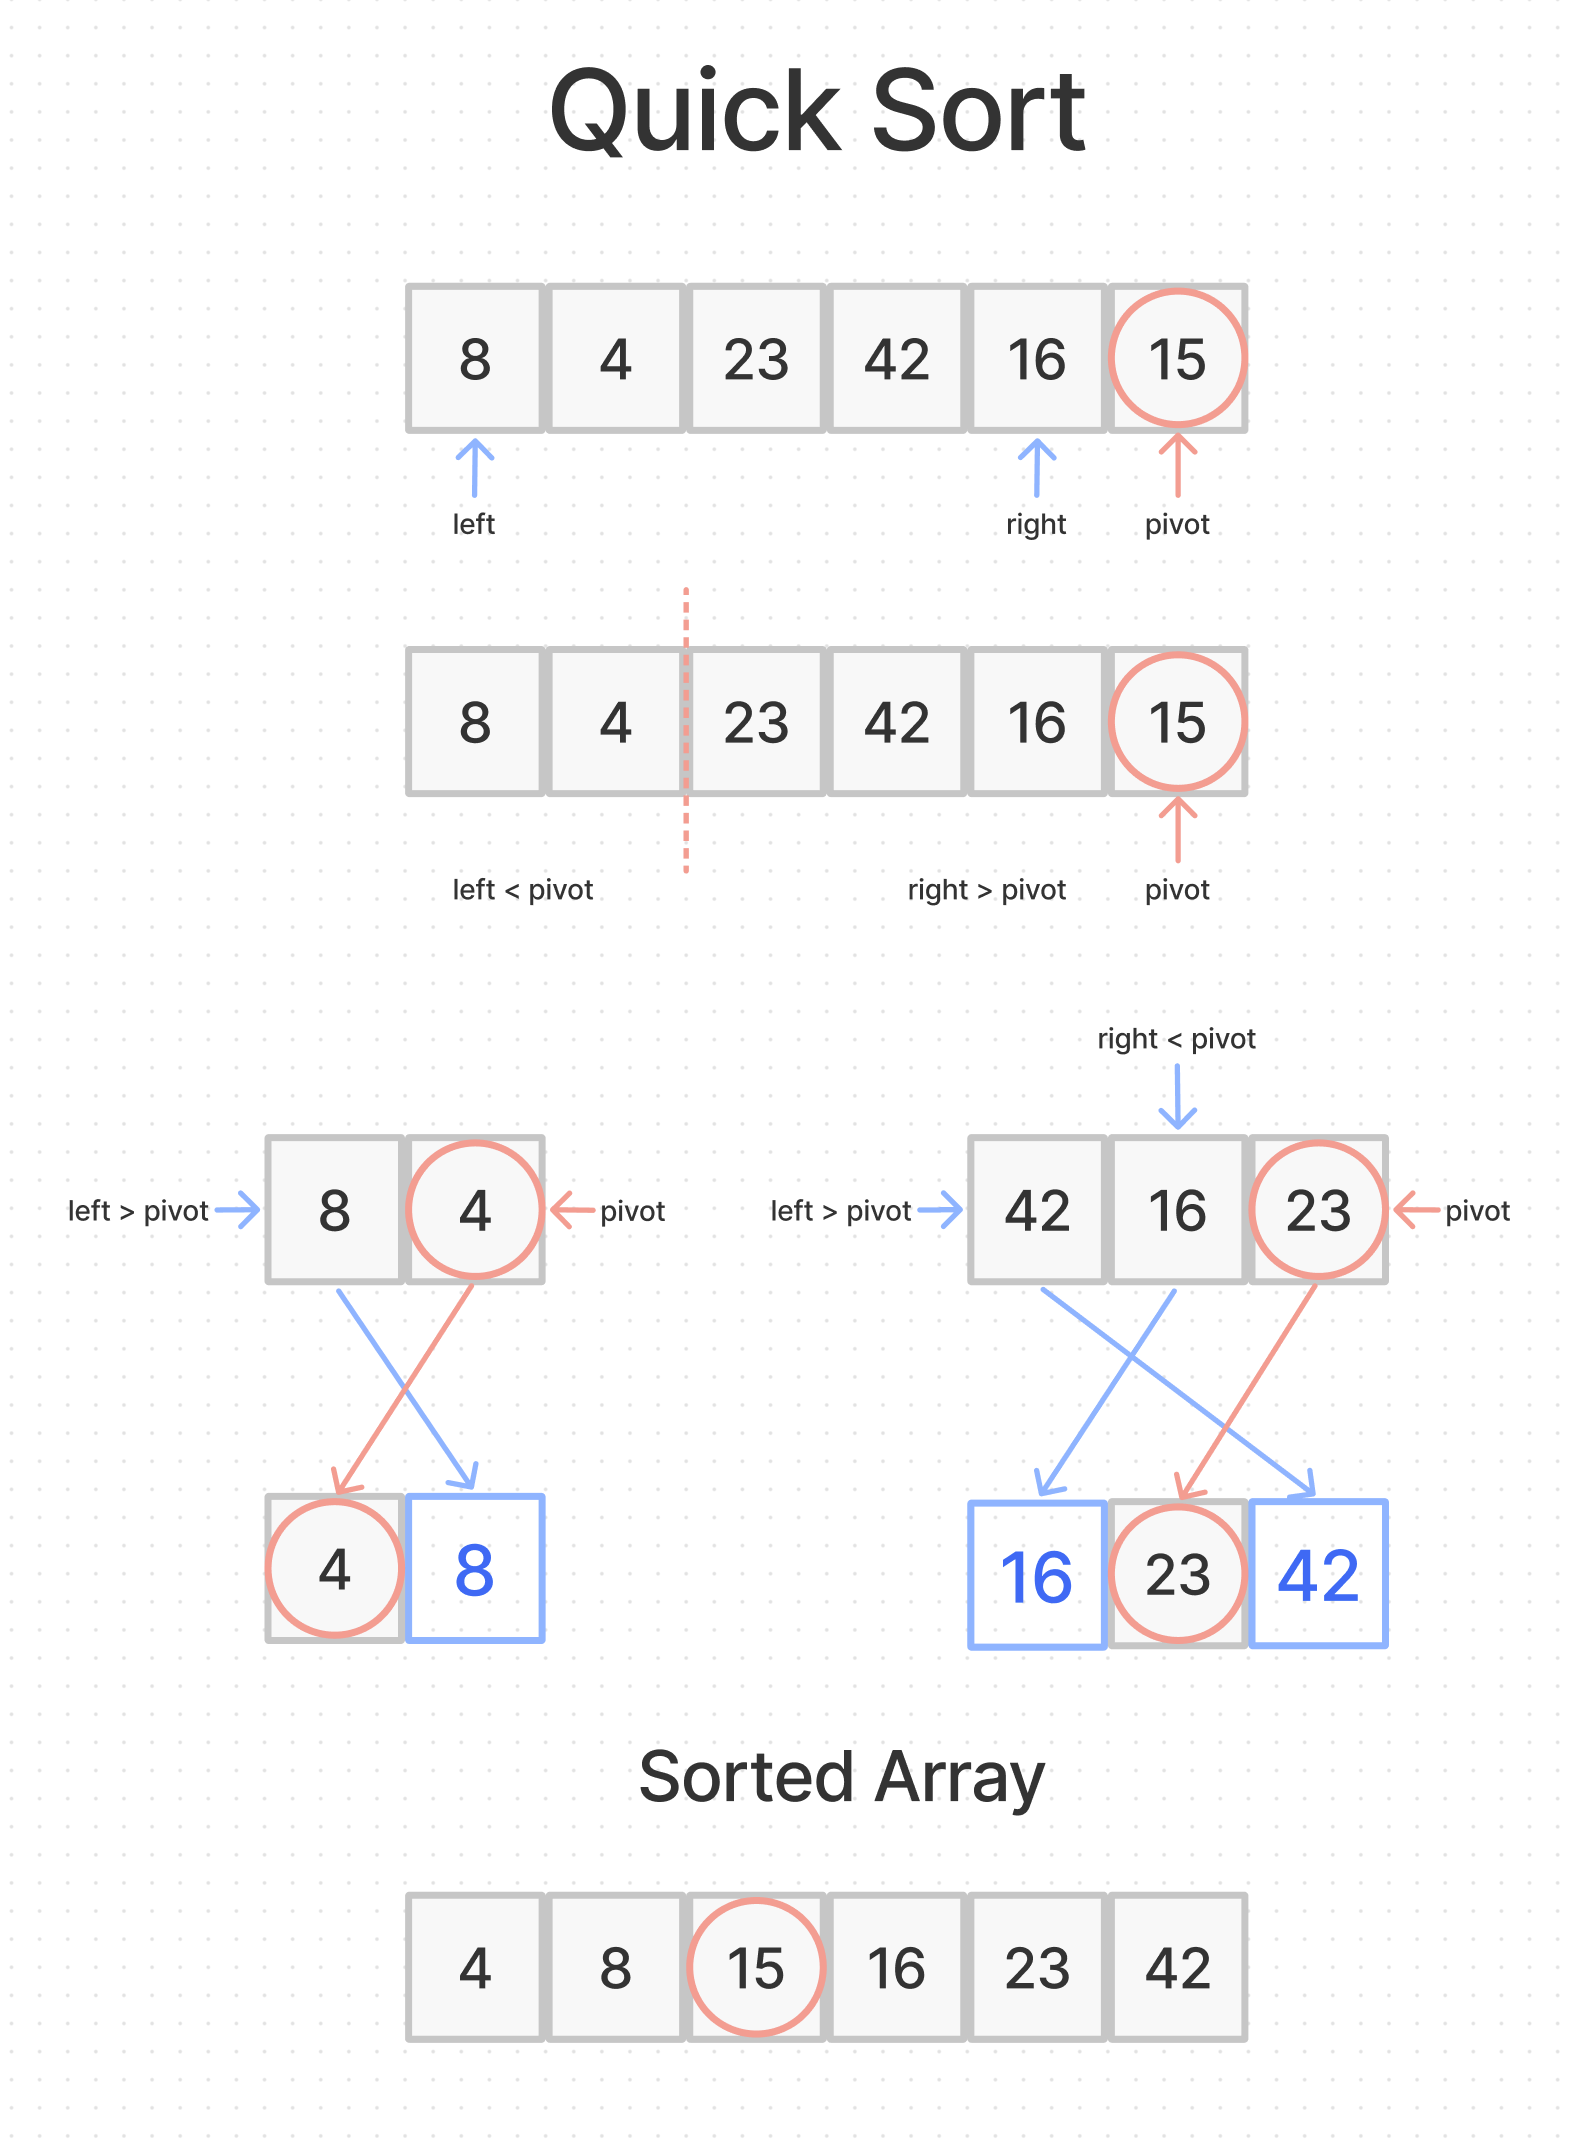 Quick Sort
8 4 23 42 16 15
left right pivot
8 4 23 42 16 15
left < pivot right > pivot pivot
right < pivot
left > pivot 8 4 pivot left > pivot 42 16 23 pivot
4 8 16 23 42
Sorted Array
4 8 15 16 23 42